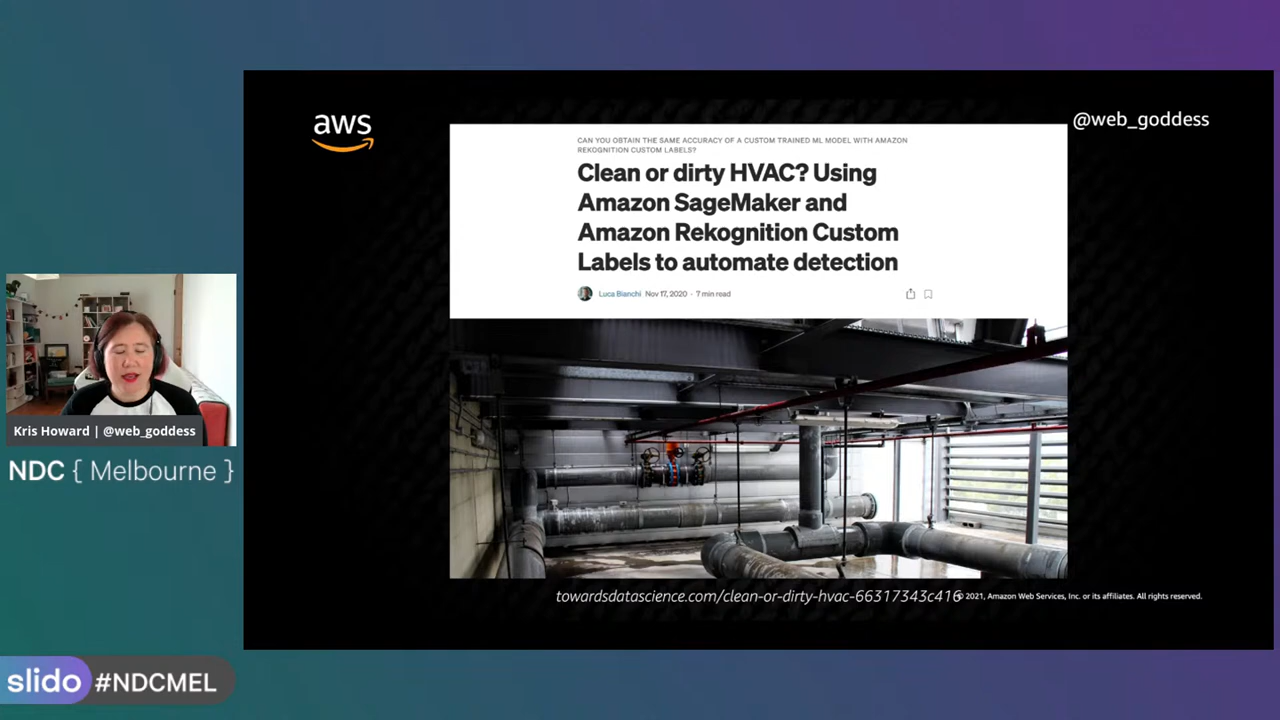 aws
@web_goddess
CAN YOU OBTAIN THE SAME ACCURACY OF A CUSTOM TRAINED ML MODEL WITH AMAZON
REKOGNITION CUSTOM LABELS?
Clean or dirty HVAC? Using
Amazon SageMaker and
Amazon Rekognition Custom
Labels to automate detection
Luca Bianchi Nov 17, 2020 · 7 min read
towardsdatascience.com/clean-or-dirty-hvac-66317343c416
© 2021, Amazon Web Services, Inc. or its affiliates. All rights reserved.
Kris Howard | @web_goddess
NDC { Melbourne }
slido #NDCMEL